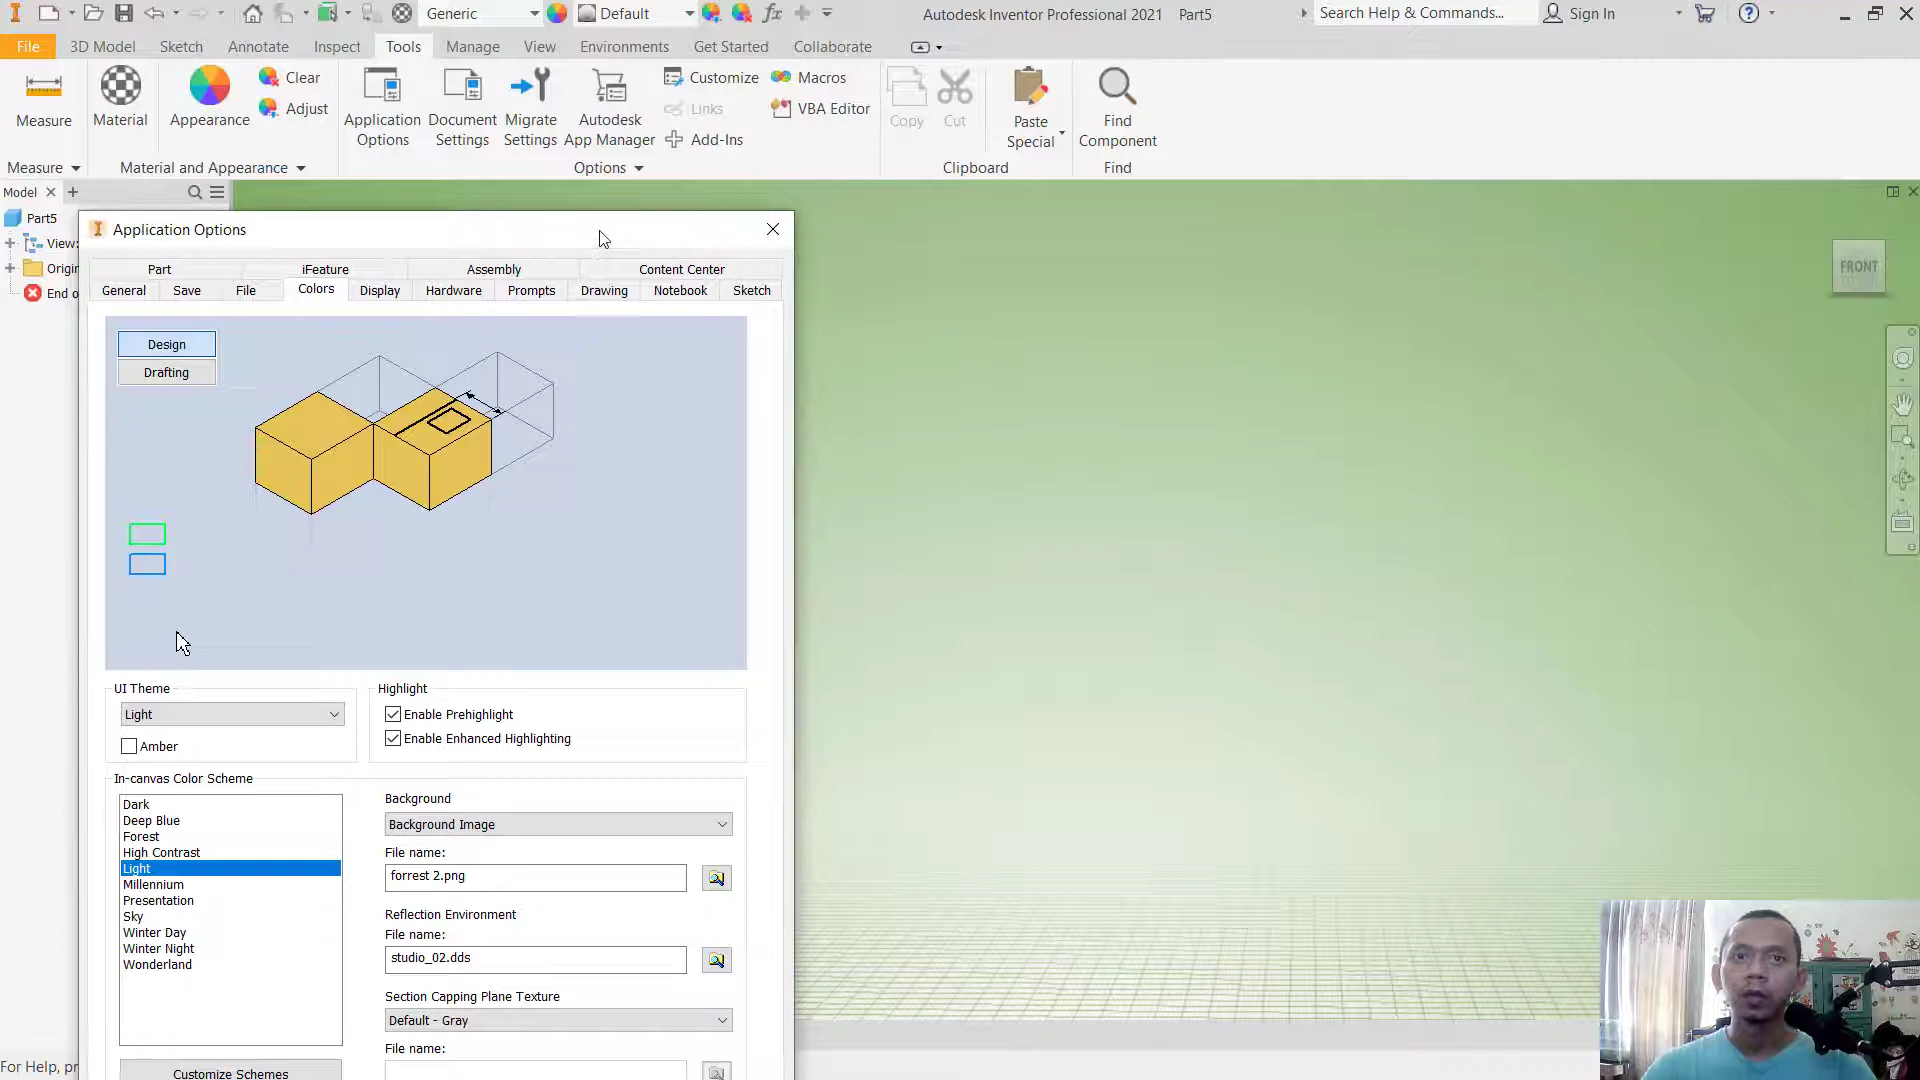 Generic
Default
Autodesk Inventor Professional 2021 Part5
Search Help & Commands...
Sign In
File 3D Model Sketch Annotate Inspect Tools Manage View Environments Get Started Collaborate
Measure
Material
Appearance
Clear
Adjust
Application Options
Document Settings
Migrate Settings
Autodesk App Manager
Customize
Links
Add-Ins
Macros
VBA Editor
Copy
Cut
Paste Special
Find Component
Measure
Material and Appearance
Options
Clipboard
Find
Model
Part5
View:
Origin
End o
FRONT
Application Options
Part iFeature Assembly Content Center
General Save File Colors Display Hardware Prompts Drawing Notebook Sketch
Design
Drafting
UI Theme
Light
Amber
Highlight
Enable Prehighlight
Enable Enhanced Highlighting
In-canvas Color Scheme
Dark
Deep Blue
Forest
High Contrast
Light
Millennium
Presentation
Sky
Winter Day
Winter Night
Wonderland
Customize Schemes
Background
Background Image
File name:
forrest 2.png
Reflection Environment
File name:
studio_02.dds
Section Capping Plane Texture
Default - Gray
File name:
For Help, pr